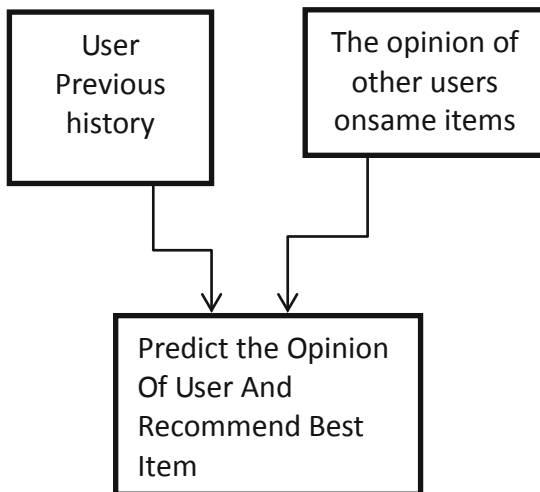 User
Previous
history
The opinion of
other users
onsame items
Predict the Opinion
Of User And
Recommend Best
Item